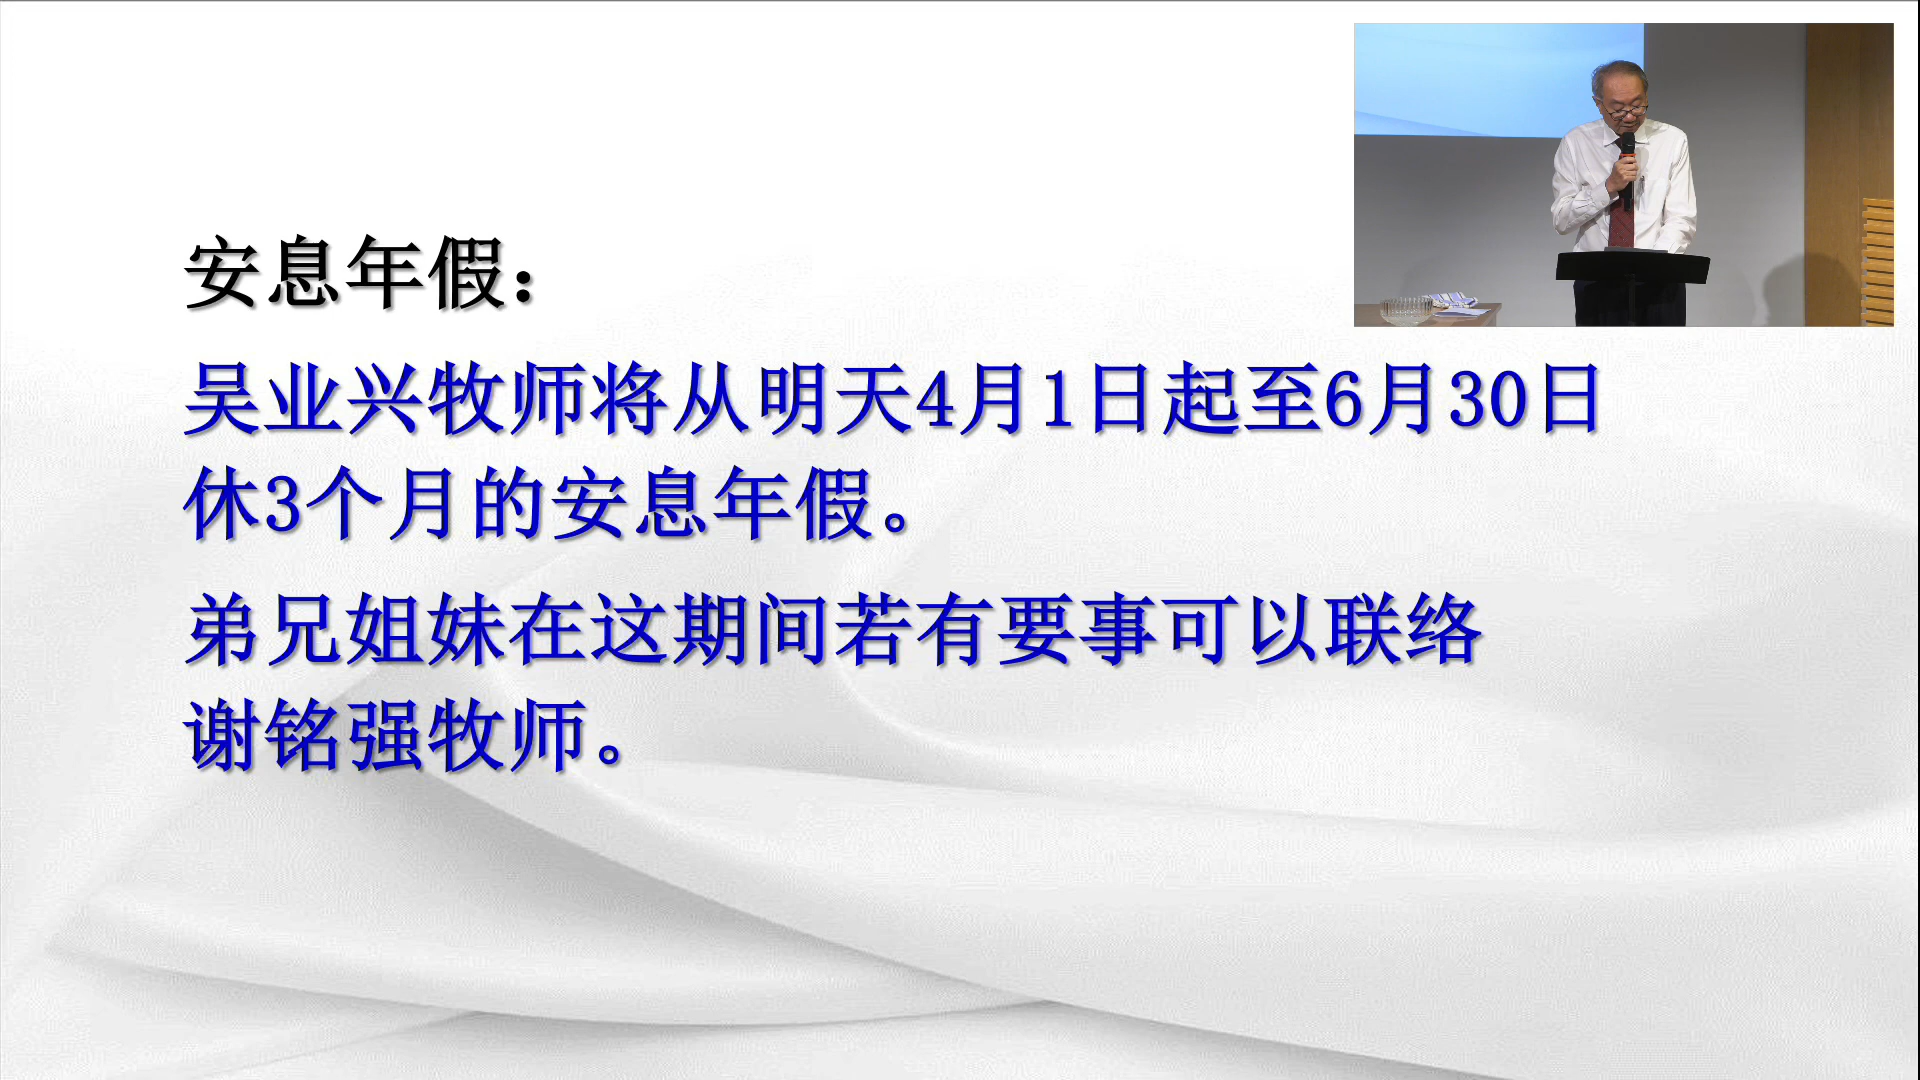 安息年假：
吴业兴牧师将从明天4月1日起至6月30日
休3个月的安息年假。
弟兄姐妹在这期间若有要事可以联络
谢铭强牧师。